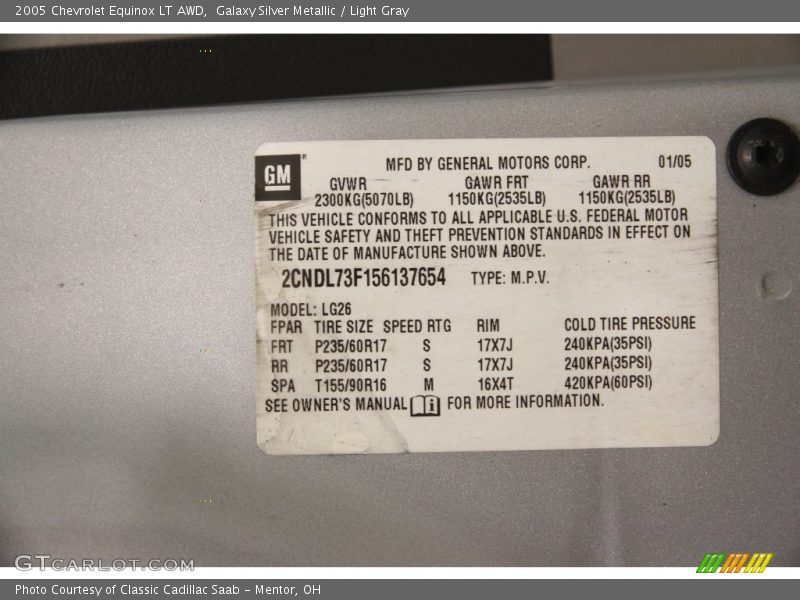 2005 Chevrolet Equinox LT AWD,  Galaxy Silver Metallic / Light Gray
GM
MFD BY GENERAL MOTORS CORP. 01/05
GVWR GAWR FRT GAWR RR
2300KG(5070LB) 1150KG(2535LB) 1150KG(2535LB)
THIS VEHICLE CONFORMS TO ALL APPLICABLE U.S. FEDERAL MOTOR
VEHICLE SAFETY AND THEFT PREVENTION STANDARDS IN EFFECT ON
THE DATE OF MANUFACTURE SHOWN ABOVE.
2CNDL73F156137654 TYPE: M.P.V.
MODEL: LG26
FPAR TIRE SIZE SPEED RTG RIM COLD TIRE PRESSURE
FRT P235/60R17 S 17X7J 240KPA(35PSI)
RR P235/60R17 S 17X7J 240KPA(35PSI)
SPA T155/90R16 M 16X4T 420KPA(60PSI)
SEE OWNER'S MANUAL i FOR MORE INFORMATION.
GTCARLOT.COM
Photo Courtesy of Classic Cadillac Saab - Mentor, OH